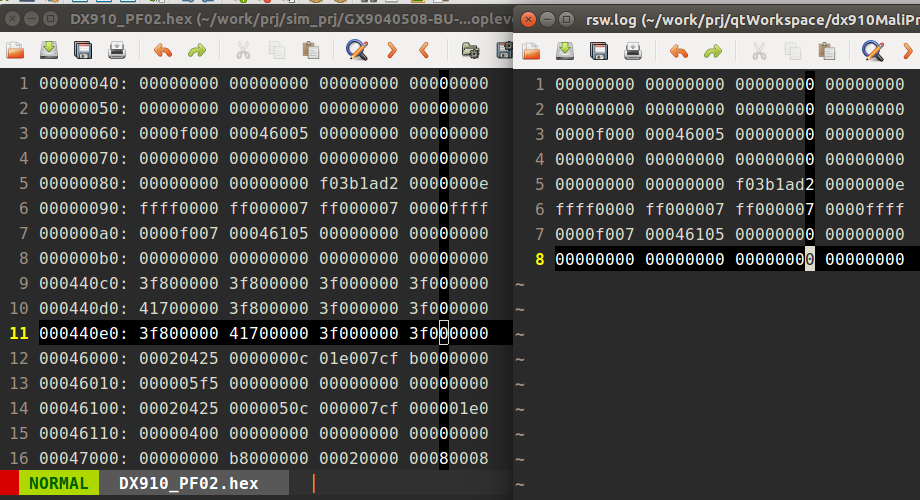 DX910_PF02.hex (~/work/prj/sim_prj/GX9040508-BU-...oplev
1 00000040: 00000000 00000000 00000000 00000000
2 00000050: 00000000 00000000 00000000 00000000
3 00000060: 0000f000 00046005 00000000 00000000
4 00000070: 00000000 00000000 00000000 00000000
5 00000080: 00000000 00000000 f03b1ad2 0000000e
6 00000090: ffff0000 ff000007 ff000007 0000ffff
7 000000a0: 0000f007 00046105 00000000 00000000
8 000000b0: 00000000 00000000 00000000 00000000
9 000440c0: 3f800000 3f800000 3f000000 3f000000
10 000440d0: 41700000 3f800000 3f000000 3f000000
11 000440e0: 3f800000 41700000 3f000000 3f000000
12 00046000: 00020425 0000000c 01e007cf b0000000
13 00046010: 000005f5 00000000 00000000 00000000
14 00046100: 00020425 0000050c 000007cf 000001e0
15 00046110: 00000400 00000000 00000000 00000000
16 00047000: 00000000 b8000000 00020000 00080008
NORMAL DX910_PF02.hex
rsw.log (~/work/prj/qtWorkspace/dx910MaliPr
1 00000000 00000000 00000000 00000000
2 00000000 00000000 00000000 00000000
3 0000f000 00046005 00000000 00000000
4 00000000 00000000 00000000 00000000
5 00000000 00000000 f03b1ad2 0000000e
6 ffff0000 ff000007 ff000007 0000ffff
7 0000f007 00046105 00000000 00000000
8 00000000 00000000 00000000 00000000
~
~
~
~
~
~
~
~
~